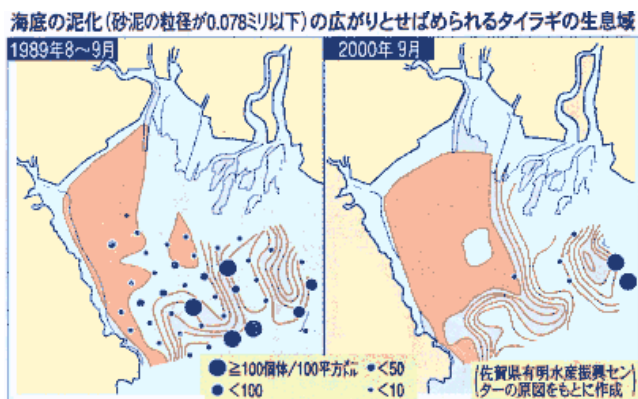 海底の泥化(砂泥の粒径が0.078ミリ以下)の広がりとせばめられるタイラギの生息域
1989年8〜9月
2000年9月
≧100個体/100平方㍍
<50
<100
<10
(佐賀県有明水産振興セン
ターの原図をもとに作成)